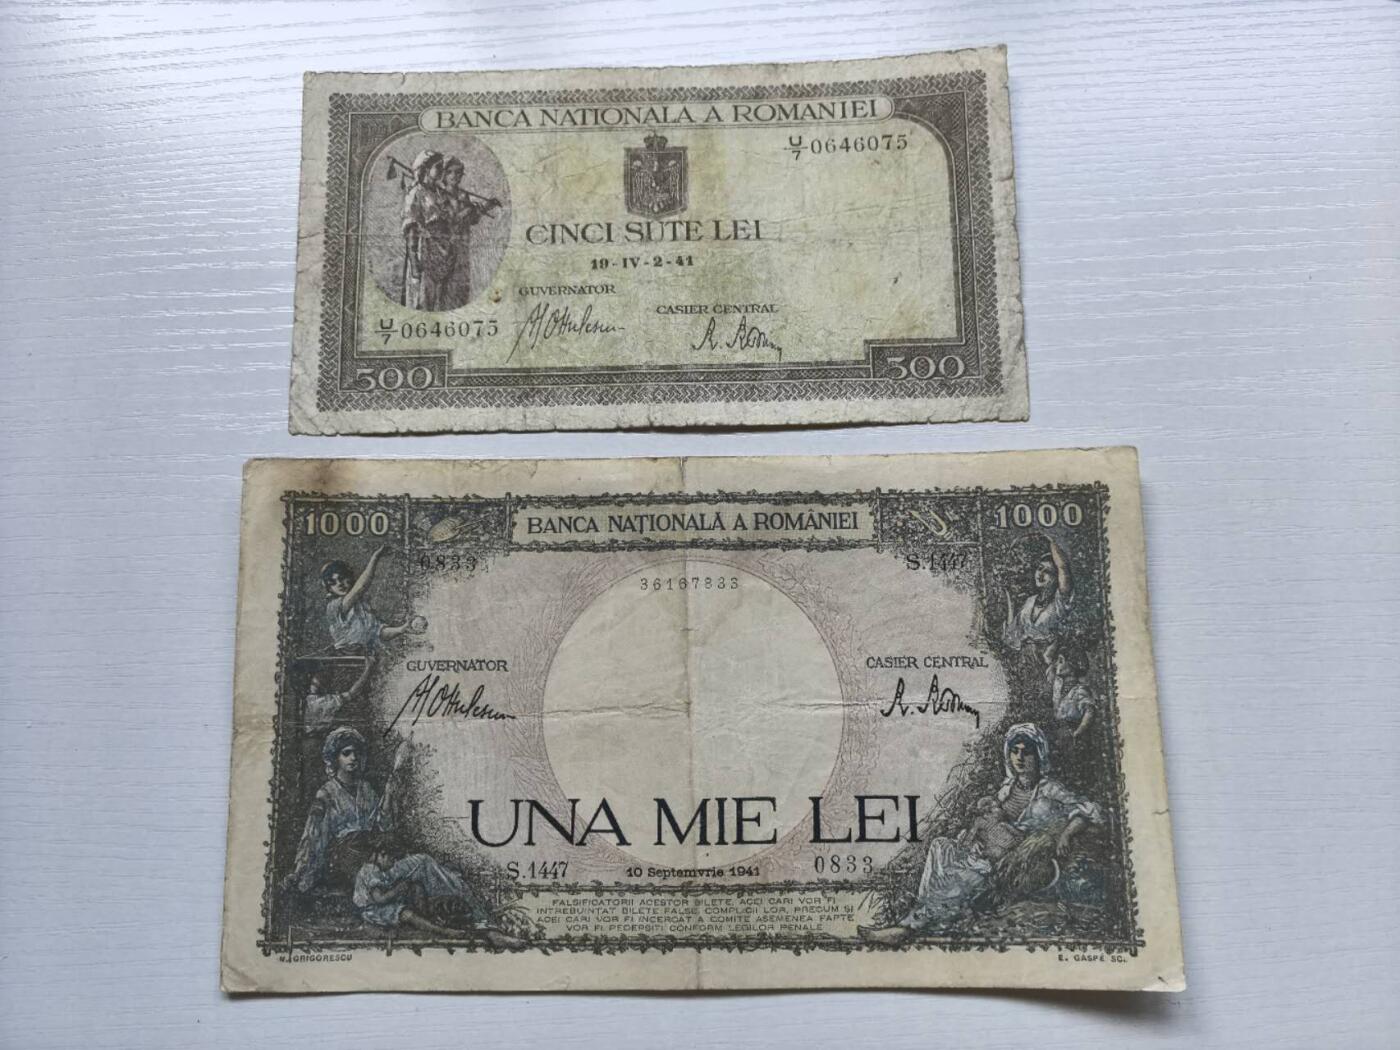 BANCA NATIONALA A ROMANIEI
U/7 0646075
CINCI SUTE LEI
19-IV-2-41
GUVERNATOR
CASIER CENTRAL
U/7 0646075
500
500
1000
BANCA NAȚIONALĂ A ROMÂNIEI
1000
0833
S.1447
36167833
GUVERNATOR
CASIER CENTRAL
UNA MIE LEI
S.1447
10 Septemvrie 1941
0833
FALSIFICATORII ACESTOR BILETE, ACEI CARI VOR FI
INTREBUINȚAT BILETE FALSE, COMPLICII LOR, PRECUM SI
ACEI CARI VOR FI INCERCAT A COMITE ASEMENEA FAPTE
VOR FI PEDEPSITI CONFORM LEGILOR PENALE
N. GRIGORESCU
E. GASPÉ SC.